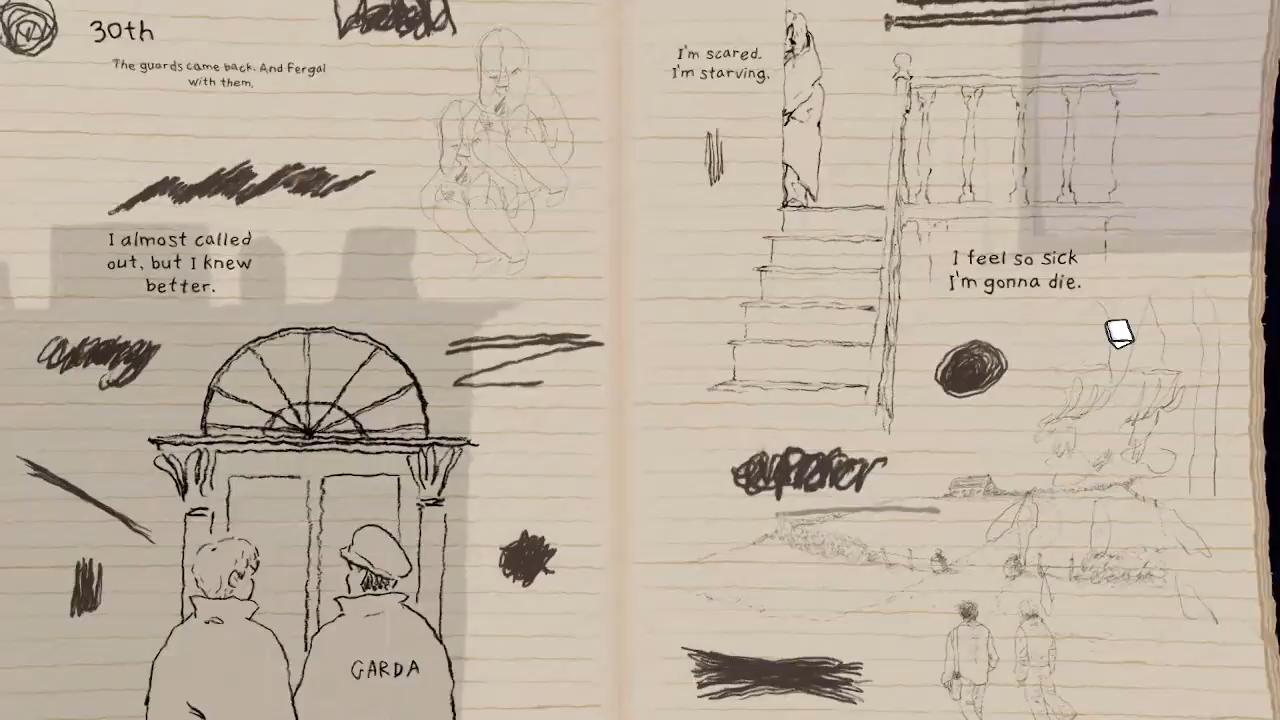 30th
The guards came back. And Fergal
with them.
I almost called
out, but I knew
better.
GARDA
I'm scared.
I'm starving.
I feel so sick
I'm gonna die.